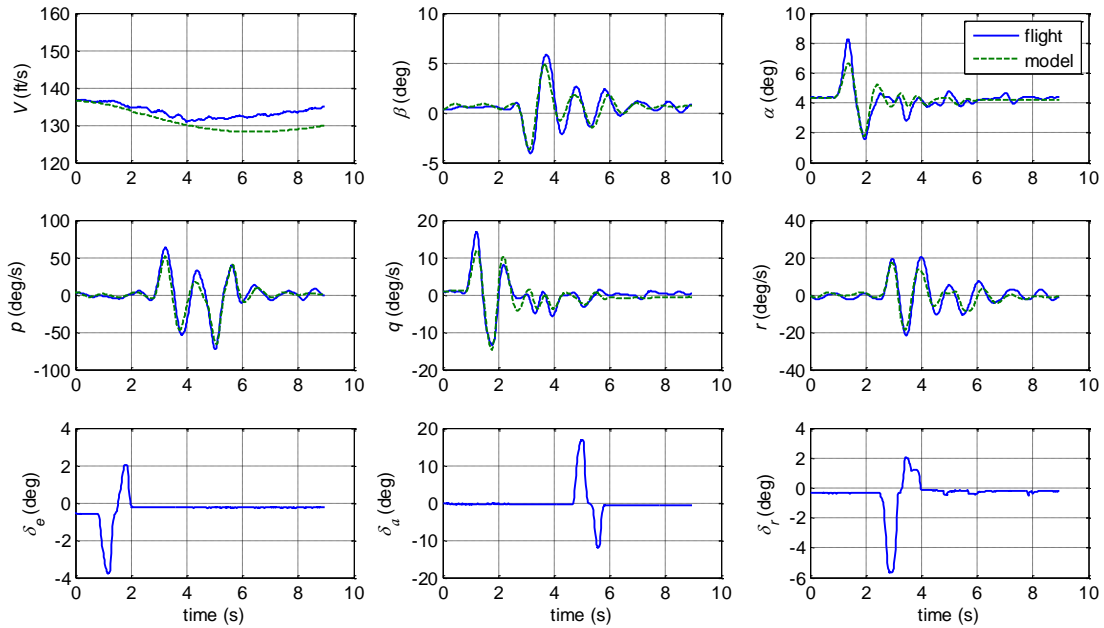 160
150
140
130
120
V (ft/s)
0 2 4 6 8 10
10
5
0
-5
β (deg)
0 2 4 6 8 10
10
8
6
4
2
0
α (deg)
0 2 4 6 8 10
flight
model
100
50
0
-50
-100
p (deg/s)
0 2 4 6 8 10
20
10
0
-10
-20
q (deg/s)
0 2 4 6 8 10
40
20
0
-20
-40
r (deg/s)
0 2 4 6 8 10
4
2
0
-2
-4
δe (deg)
0 2 4 6 8 10
time (s)
20
10
0
-10
-20
δa (deg)
0 2 4 6 8 10
time (s)
4
2
0
-2
-4
-6
δr (deg)
0 2 4 6 8 10
time (s)